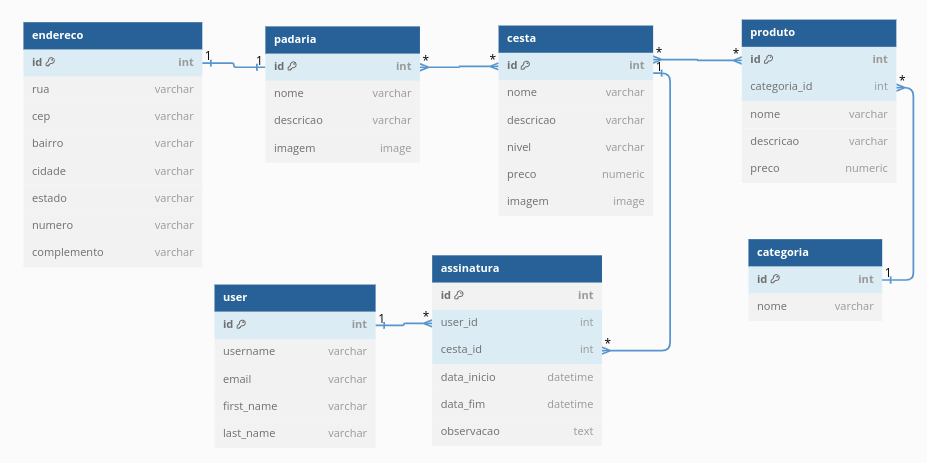 endereco
id int
rua varchar
cep varchar
bairro varchar
cidade varchar
estado varchar
numero varchar
complemento varchar
1
1
padaria
id int
nome varchar
descricao varchar
imagem image
*
*
cesta
id int
nome varchar
descricao varchar
nivel varchar
preco numeric
imagem image
*
1
*
produto
id int
categoria_id int
nome varchar
descricao varchar
preco numeric
*
categoria
id int
nome varchar
1
user
id int
username varchar
email varchar
first_name varchar
last_name varchar
1
*
assinatura
id int
user_id int
cesta_id int
data_inicio datetime
data_fim datetime
observacao text
*